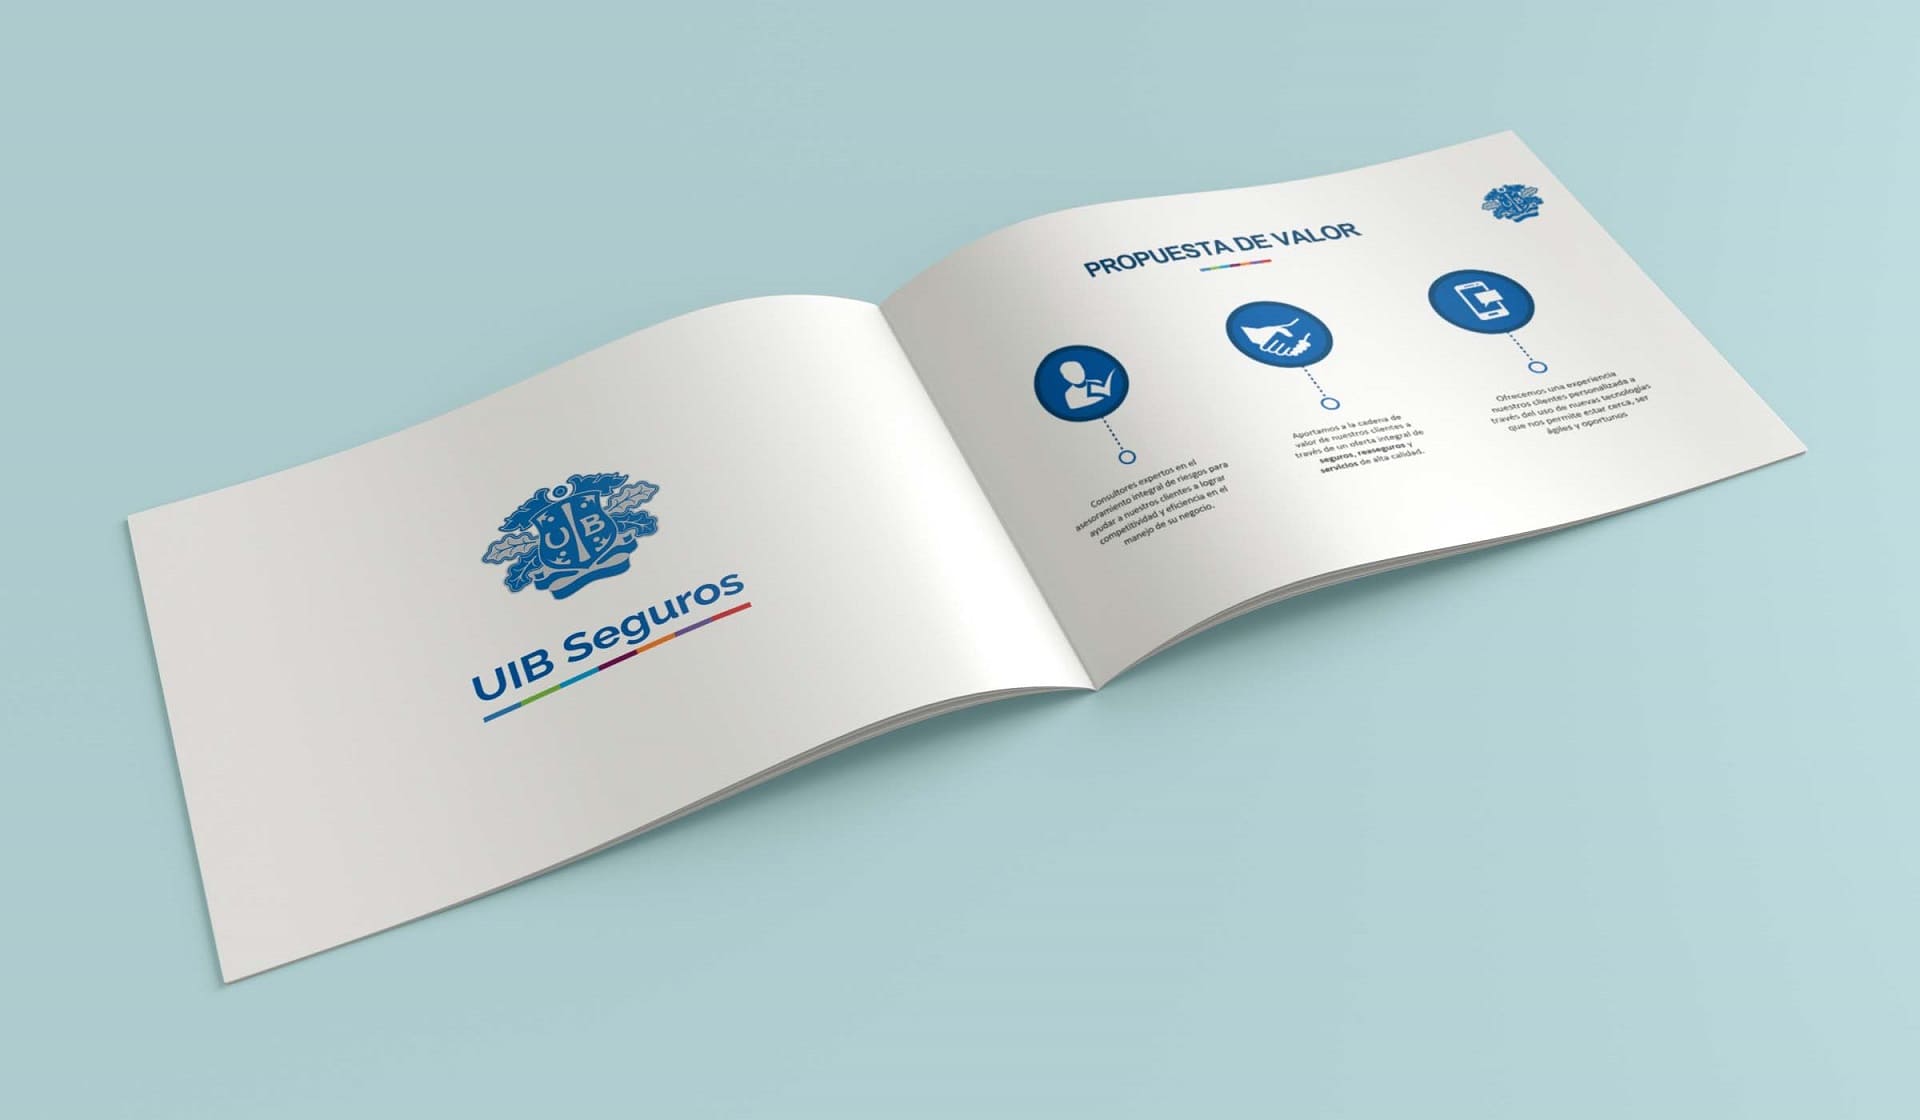 UIB
UIB Seguros
PROPUESTA DE VALOR
UIB
Consultores expertos en el
asesoramiento integral de riesgos para
ayudar a nuestros clientes a lograr
competitividad y eficiencia en el
manejo de su negocio.
Aportamos a la cadena de
valor de nuestros clientes a
través de un oferta integral de
seguros, reaseguros y
servicios de alta calidad.
Ofrecemos una experiencia
nuestros clientes personalizada a
través del uso de nuevas tecnologías
que nos permite estar cerca, ser
ágiles y oportunos